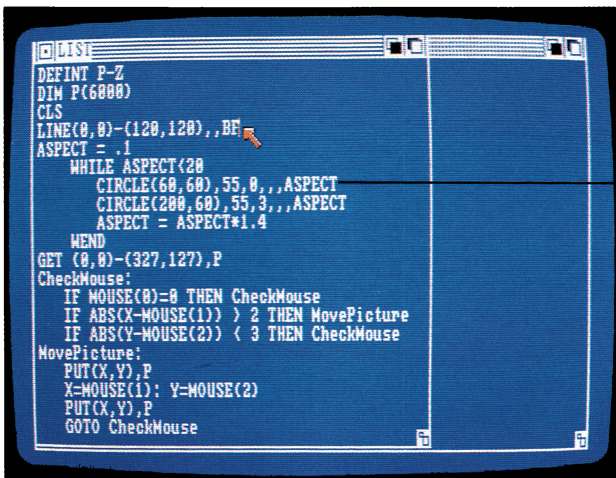 LIST
DEFINT P-Z
DIM P(6000)
CLS
LINE(0,0)-(120,120),,BF
ASPECT = .1
WHILE ASPECT<20
CIRCLE(60,60),55,0,,,ASPECT
CIRCLE(200,60),55,3,,,ASPECT
ASPECT = ASPECT*1.4
WEND
GET (0,0)-(327,127),P
CheckMouse:
IF MOUSE(0)=0 THEN CheckMouse
IF ABS(X-MOUSE(1)) > 2 THEN MovePicture
IF ABS(Y-MOUSE(2)) < 3 THEN CheckMouse
MovePicture:
PUT(X,Y),P
X=MOUSE(1): Y=MOUSE(2)
PUT(X,Y),P
GOTO CheckMouse